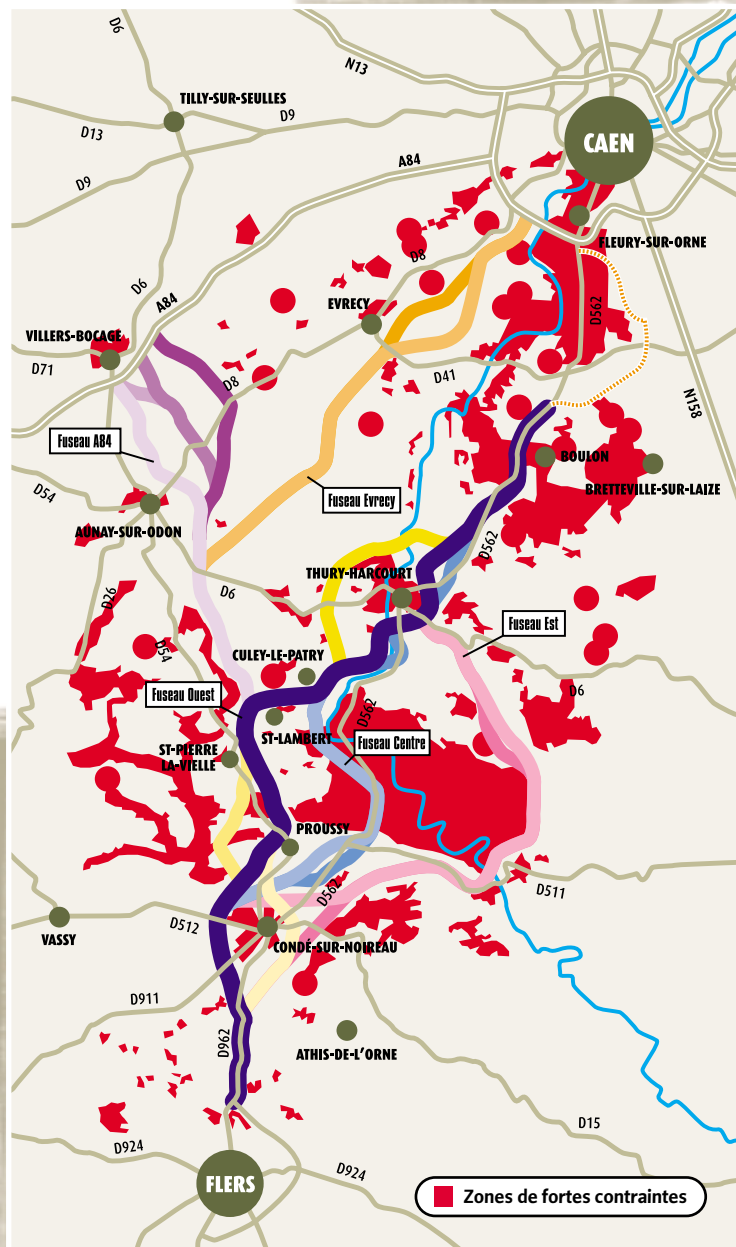 D6
N13
TILLY-SUR-SEULLES
D9
D13
CAEN
A84
D9
FLEURY-SUR-ORNE
D8
D6
A84
EVRECY
D562
VILLERS-BOCAGE
D71
D8
D41
N158
Fuseau A84
BOULON
BRETTEVILLE-SUR-LAIZE
D54
Fuseau Evrecy
AUNAY-SUR-ODON
D562
THURY-HARCOURT
D6
D26
Fuseau Est
D54
CULEY-LE-PATRY
D6
Fuseau Ouest
D562
ST-LAMBERT
Fuseau Centre
ST-PIERRE
LA-VIELLE
PROUSSY
D562
D511
VASSY
D512
CONDÉ-SUR-NOIREAU
D911
D962
ATHIS-DE-L'ORNE
D15
D924
D924
FLERS
Zones de fortes contraintes